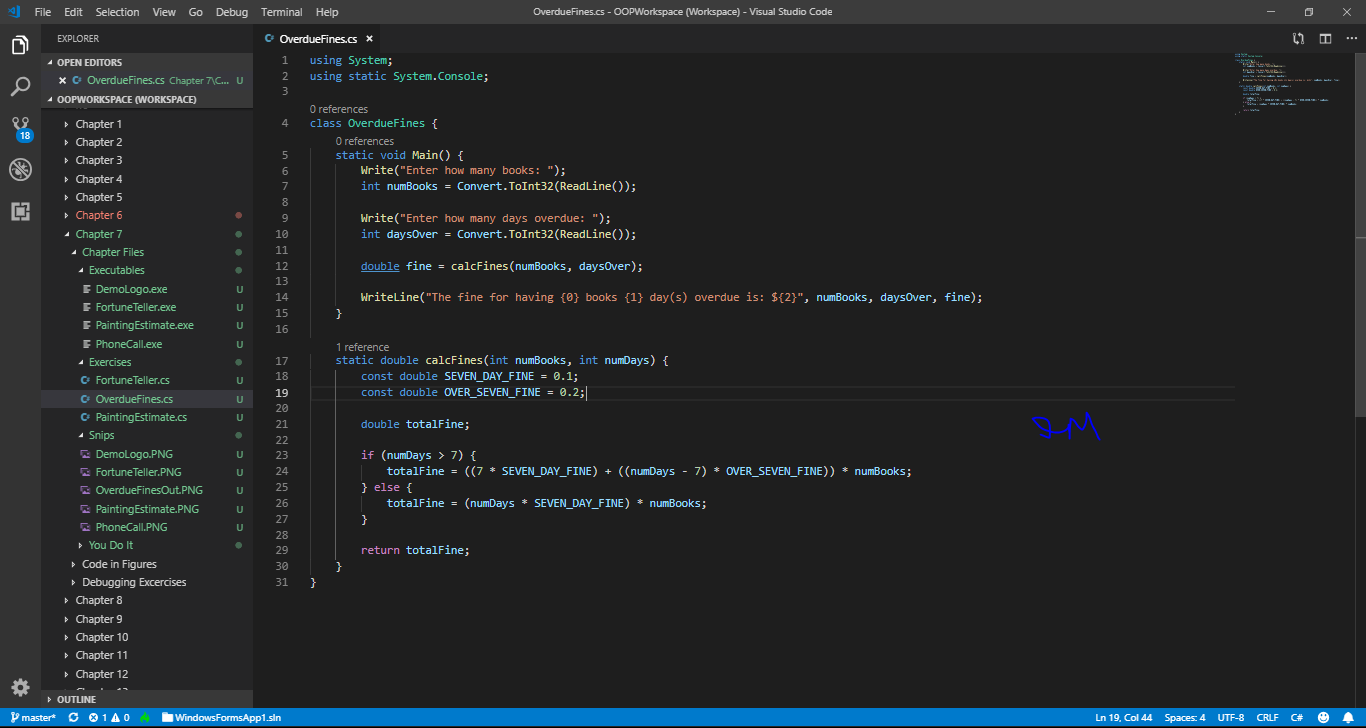 File Edit Selection View Go Debug Terminal Help
OverdueFines.cs - OOPWorkspace (Workspace) - Visual Studio Code
EXPLORER
OPEN EDITORS
OverdueFines.cs Chapter 7\C... U
OOPWORKSPACE (WORKSPACE)
18
Chapter 1
Chapter 2
Chapter 3
Chapter 4
Chapter 5
Chapter 6
Chapter 7
Chapter Files
Executables
DemoLogo.exe U
FortuneTeller.exe U
PaintingEstimate.exe U
PhoneCall.exe U
Exercises
FortuneTeller.cs U
OverdueFines.cs U
PaintingEstimate.cs U
Snips
DemoLogo.PNG U
FortuneTeller.PNG U
OverdueFinesOut.PNG U
PaintingEstimate.PNG U
PhoneCall.PNG U
You Do It
Code in Figures
Debugging Excercises
Chapter 8
Chapter 9
Chapter 10
Chapter 11
Chapter 12
OUTLINE
OverdueFines.cs
1 using System;
2 using static System.Console;
3
0 references
4 class OverdueFines {
0 references
5 static void Main() {
6 Write("Enter how many books: ");
7 int numBooks = Convert.ToInt32(ReadLine());
8
9 Write("Enter how many days overdue: ");
10 int daysOver = Convert.ToInt32(ReadLine());
11
12 double fine = calcFines(numBooks, daysOver);
13
14 WriteLine("The fine for having {0} books {1} day(s) overdue is: ${2}", numBooks, daysOver, fine);
15 }
16
1 reference
17 static double calcFines(int numBooks, int numDays) {
18 const double SEVEN_DAY_FINE = 0.1;
19 const double OVER_SEVEN_FINE = 0.2;
20
21 double totalFine;
22
23 if (numDays > 7) {
24 totalFine = ((7 * SEVEN_DAY_FINE) + ((numDays - 7) * OVER_SEVEN_FINE)) * numBooks;
25 } else {
26 totalFine = (numDays * SEVEN_DAY_FINE) * numBooks;
27 }
28
29 return totalFine;
30 }
31 }
master* 1 0 WindowsFormsApp1.sln
Ln 19, Col 44 Spaces: 4 UTF-8 CRLF C#